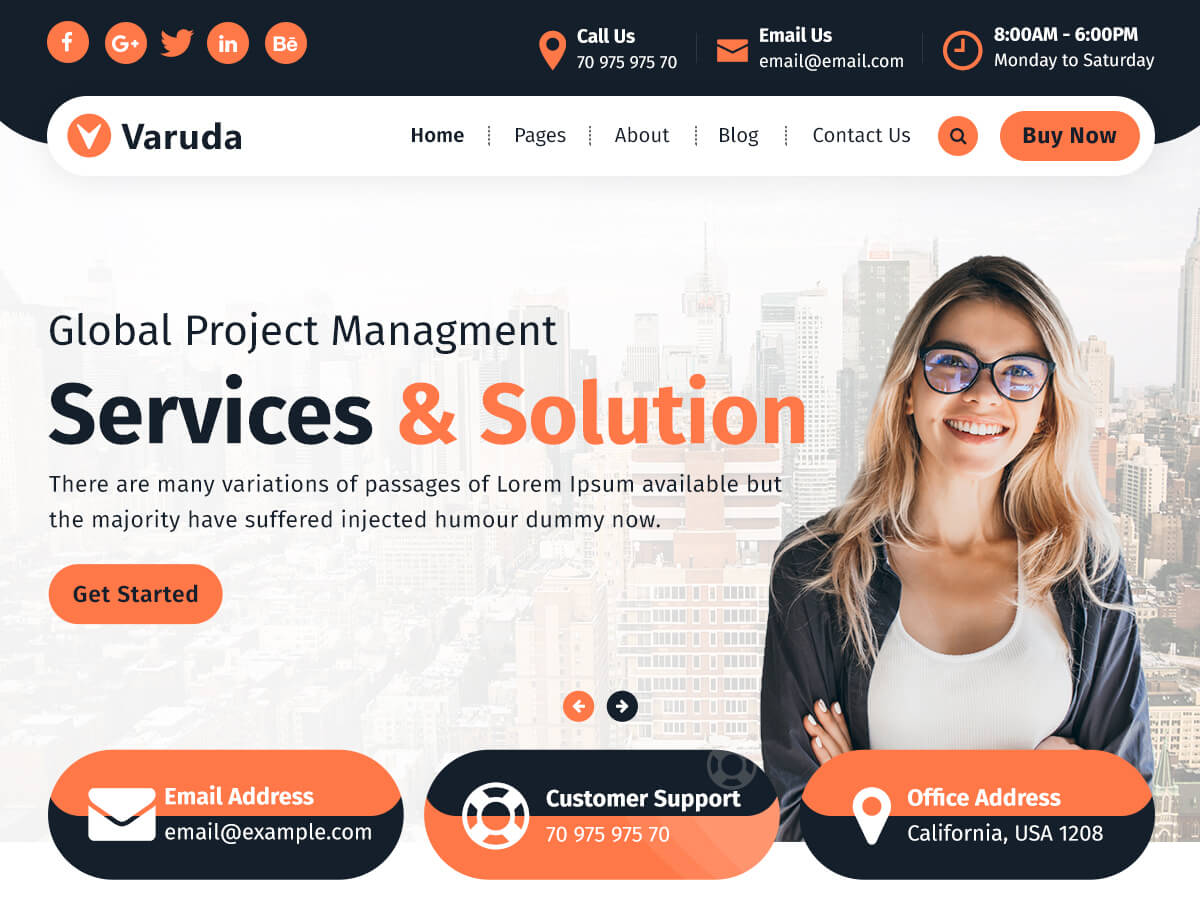 f G+ in Bē
Call Us
70 975 975 70
Email Us
email@email.com
8:00AM - 6:00PM
Monday to Saturday
Varuda
Home Pages About Blog Contact Us Buy Now
Global Project Managment
Services & Solution
There are many variations of passages of Lorem Ipsum available but
the majority have suffered injected humour dummy now.
Get Started
Email Address
email@example.com
Customer Support
70 975 975 70
Office Address
California, USA 1208